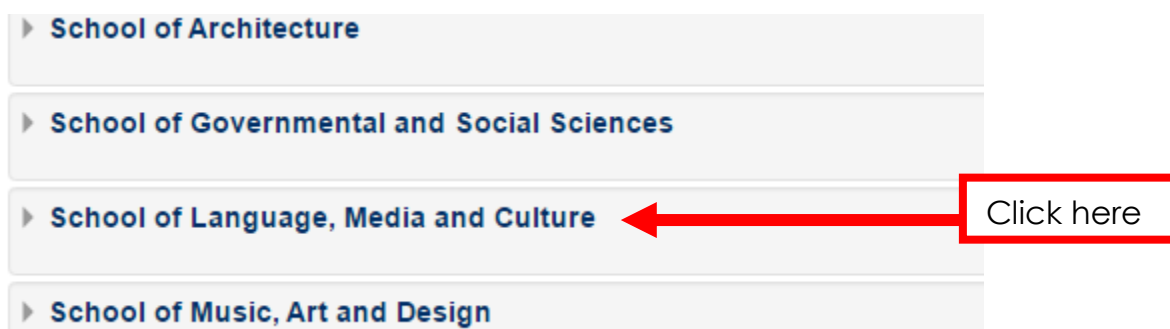 School of Architecture
School of Governmental and Social Sciences
School of Language, Media and Culture
Click here
School of Music, Art and Design